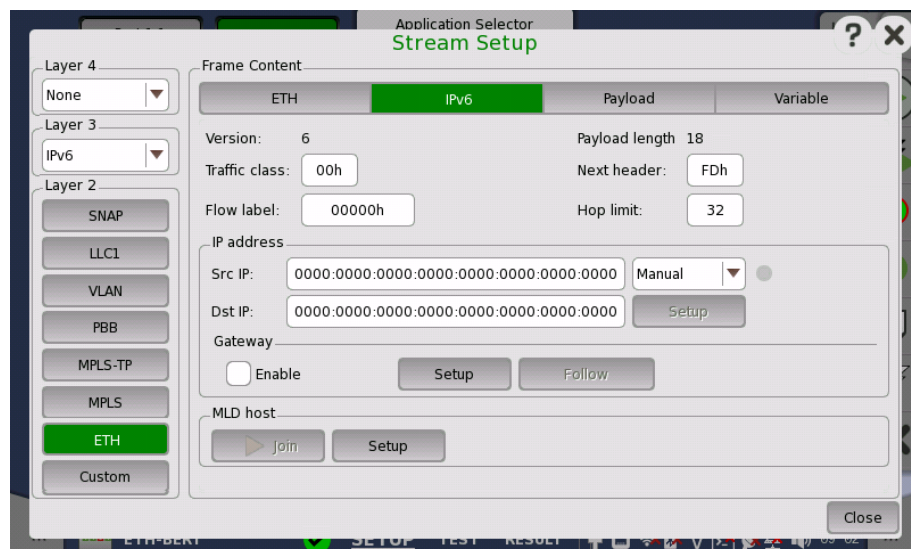 Application Selector
Stream Setup
? X
Layer 4
None
Layer 3
IPv6
Layer 2
SNAP
LLC1
VLAN
PBB
MPLS-TP
MPLS
ETH
Custom
Frame Content
ETH IPv6 Payload Variable
Version: 6 Payload length 18
Traffic class: 00h Next header: FDh
Flow label: 00000h Hop limit: 32
IP address
Src IP: 0000:0000:0000:0000:0000:0000:0000:0000 Manual
Dst IP: 0000:0000:0000:0000:0000:0000:0000:0000 Setup
Gateway
Enable Setup Follow
MLD host
Join Setup
Close
ETH-BERT SETUP TEST RESULT